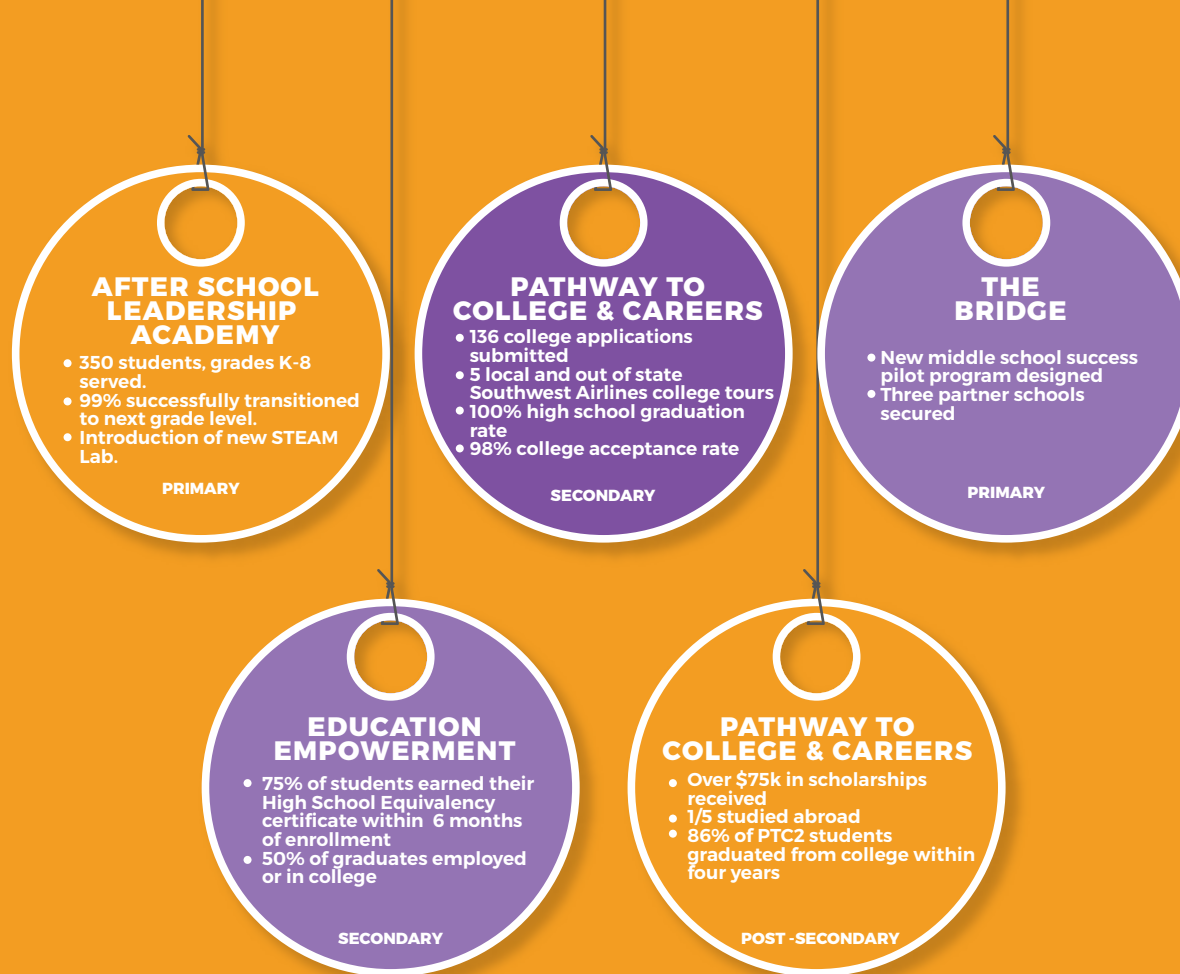 AFTER SCHOOL
LEADERSHIP
ACADEMY
• 350 students, grades K-8
served.
• 99% successfully transitioned
to next grade level.
• Introduction of new STEAM
Lab.
PRIMARY
PATHWAY TO
COLLEGE & CAREERS
• 136 college applications
submitted
• 5 local and out of state
Southwest Airlines college tours
• 100% high school graduation
rate
• 98% college acceptance rate
SECONDARY
THE
BRIDGE
• New middle school success
pilot program designed
• Three partner schools
secured
PRIMARY
EDUCATION
EMPOWERMENT
• 75% of students earned their
High School Equivalency
certificate within 6 months
of enrollment
• 50% of graduates employed
or in college
SECONDARY
PATHWAY TO
COLLEGE & CAREERS
• Over $75k in scholarships
received
• 1/5 studied abroad
• 86% of PTC2 students
graduated from college within
four years
POST -SECONDARY